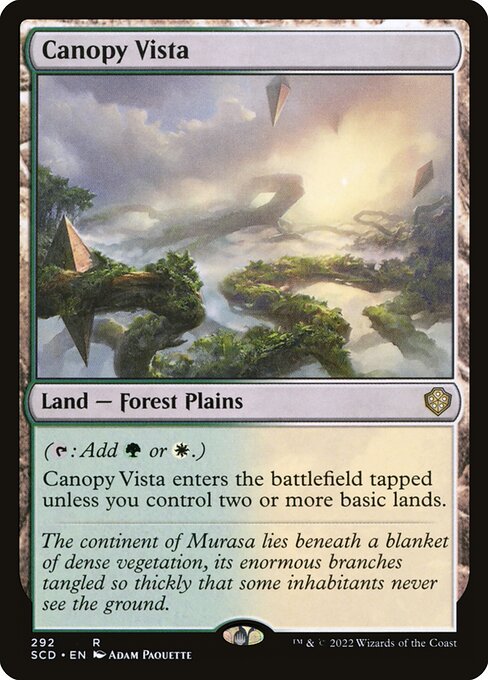 Canopy Vista
Land — Forest Plains
( : Add or .)
Canopy Vista enters the battlefield tapped
unless you control two or more basic lands.
The continent of Murasa lies beneath a blanket
of dense vegetation, its enormous branches
tangled so thickly that some inhabitants never
see the ground.
292 R
SCD • EN Adam Paquette
™ & © 2022 Wizards of the Coast